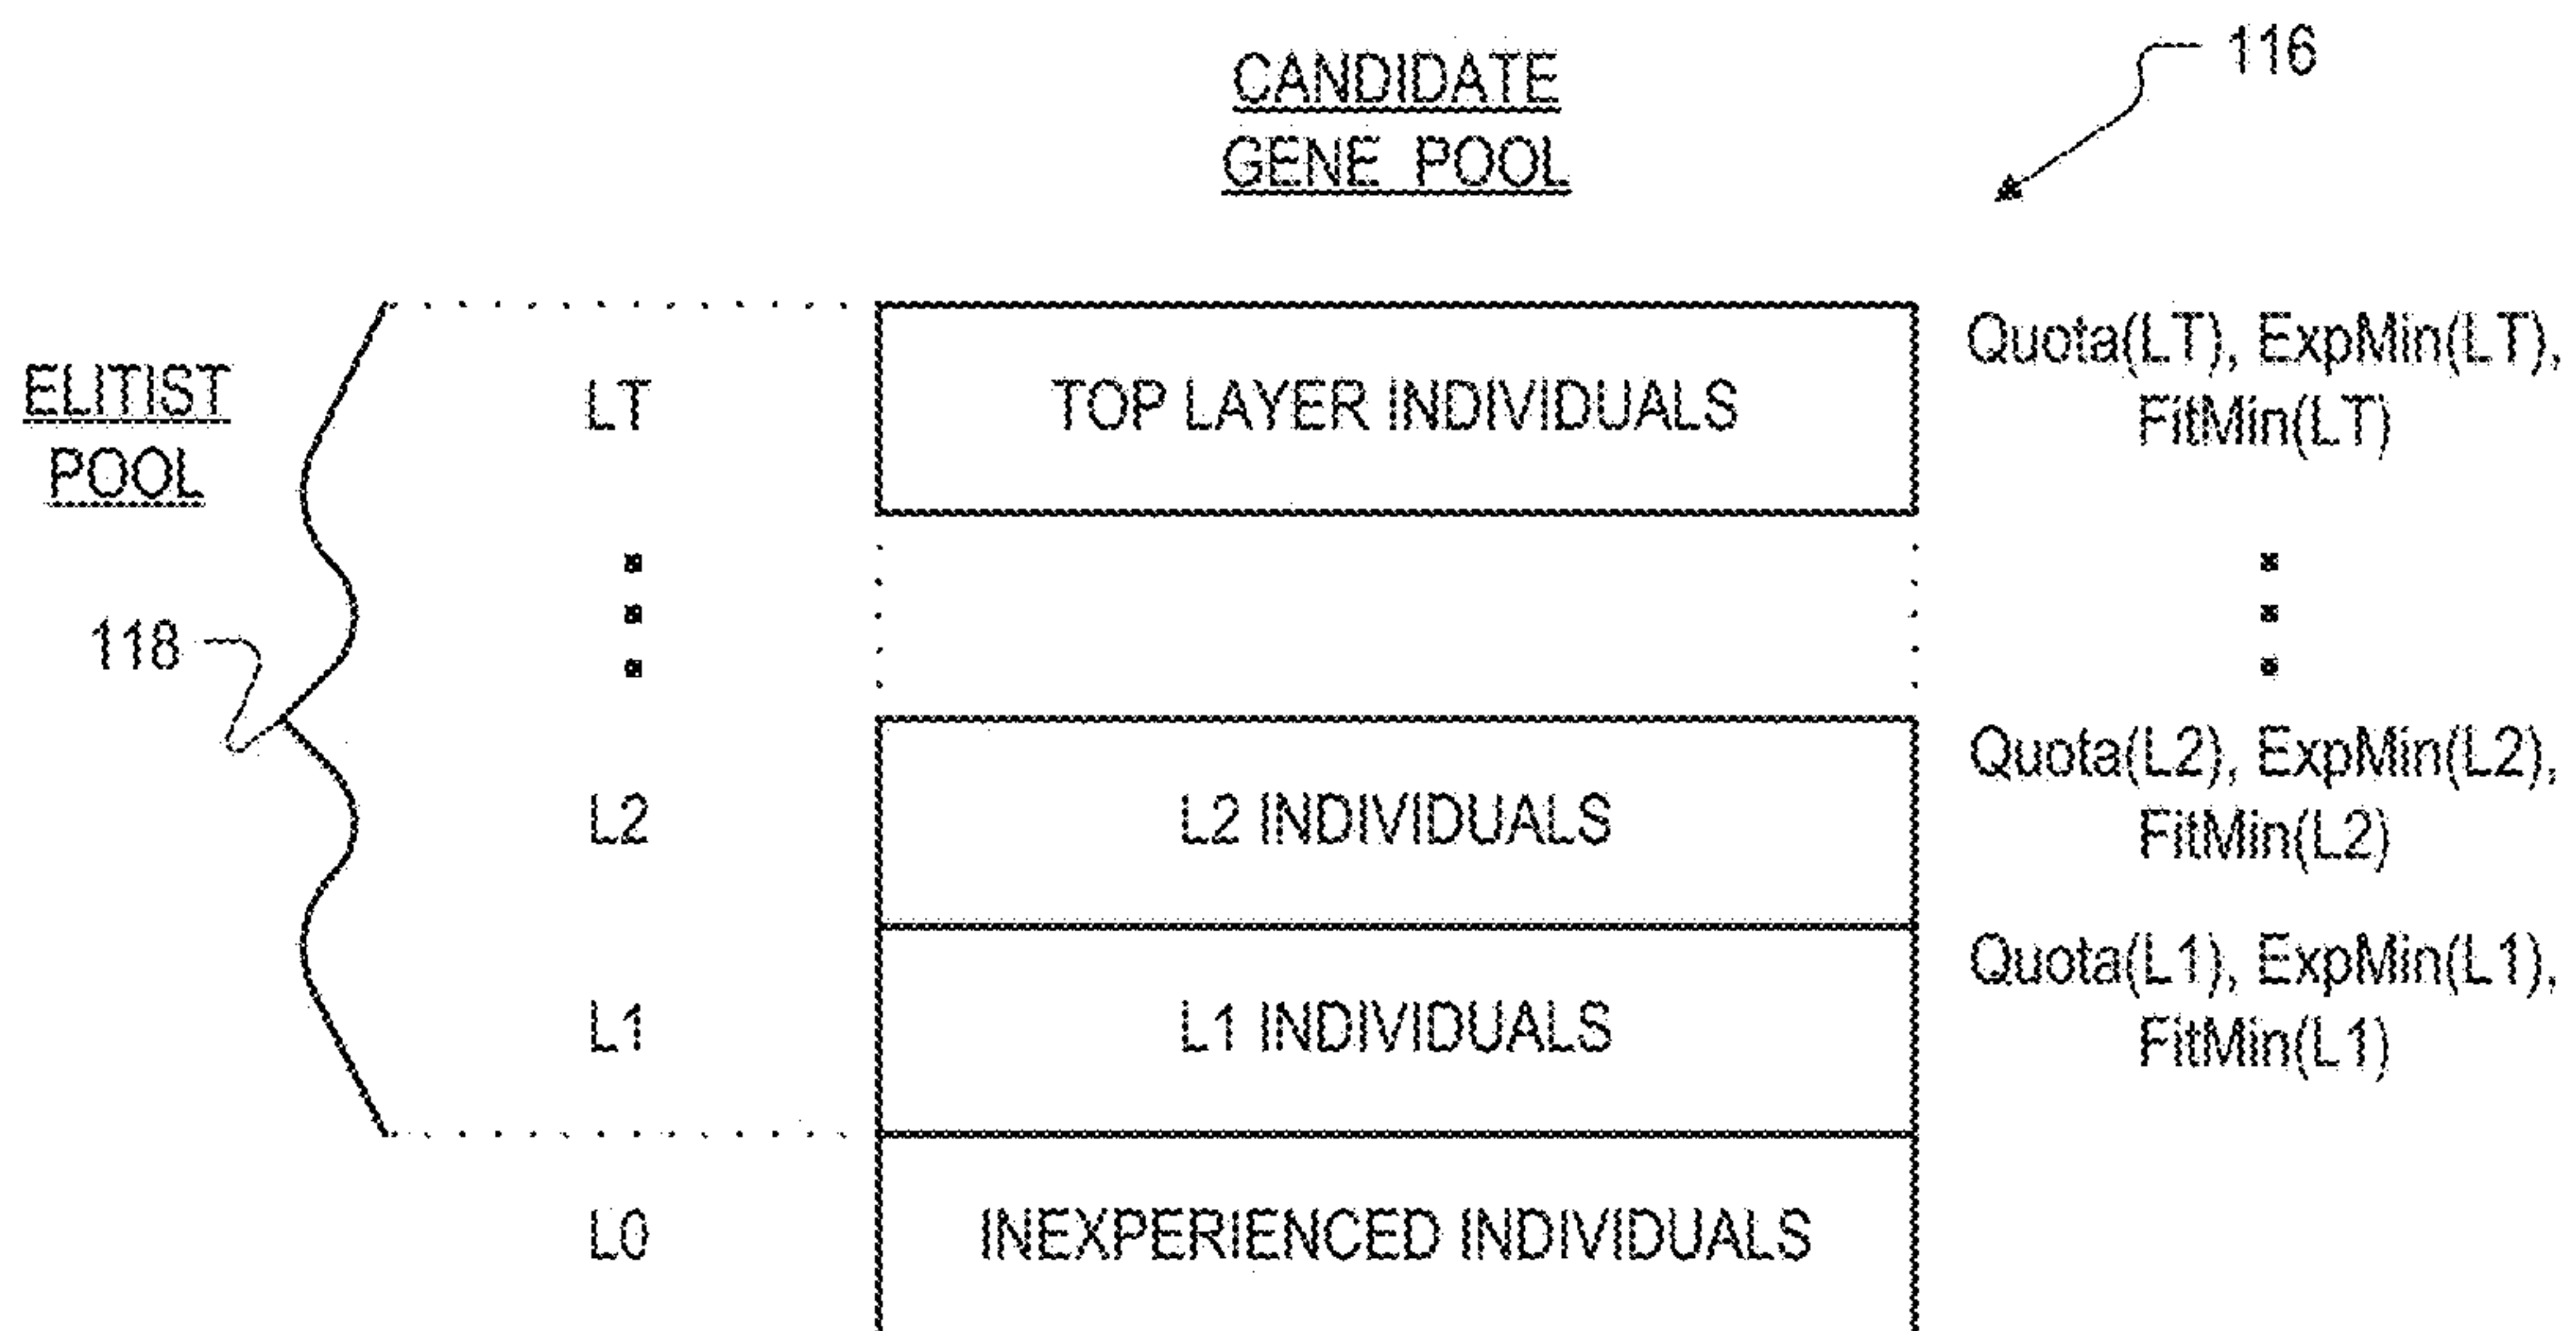 CANDIDATE
GENE POOL
116
ELITIST
POOL
118
LT
TOP LAYER INDIVIDUALS
Quota(LT), ExpMin(LT),
FitMin(LT)
L2
L2 INDIVIDUALS
Quota(L2), ExpMin(L2),
FitMin(L2)
L1
L1 INDIVIDUALS
Quota(L1), ExpMin(L1),
FitMin(L1)
L0
INEXPERIENCED INDIVIDUALS